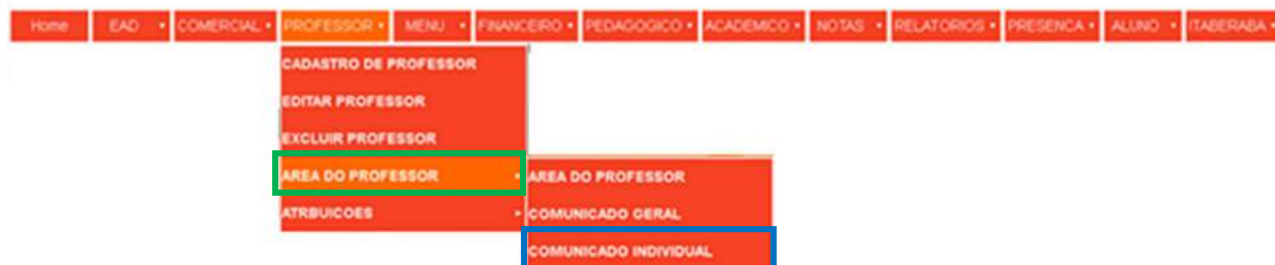 Home EAD COMERCIAL PROFESSOR MENU FINANCEIRO PEDAGOGICO ACADEMICO NOTAS RELATORIOS PRESENCA ALUNO ITABERABA
CADASTRO DE PROFESSOR
EDITAR PROFESSOR
EXCLUIR PROFESSOR
AREA DO PROFESSOR AREA DO PROFESSOR
ATRBUICOES COMUNICADO GERAL
COMUNICADO INDIVIDUAL